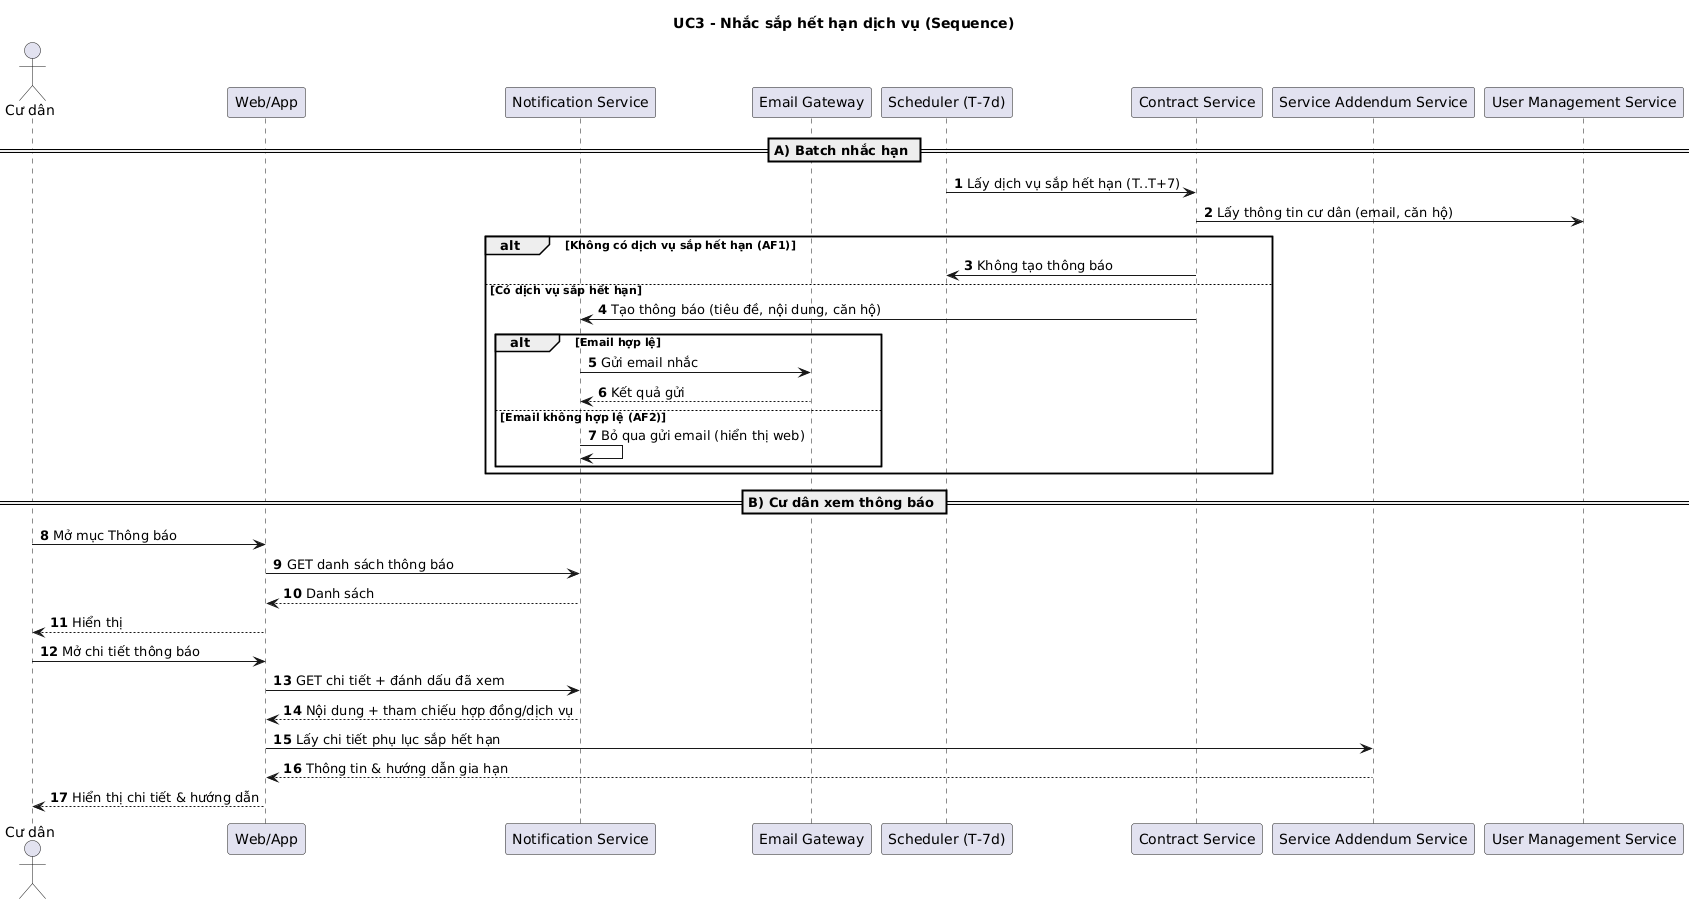 UC3 - Nhắc sắp hết hạn dịch vụ (Sequence)
Cư dân
Web/App
Notification Service
Email Gateway
Scheduler (T-7d)
Contract Service
Service Addendum Service
User Management Service
A) Batch nhắc hạn
1 Lấy dịch vụ sắp hết hạn (T..T+7)
2 Lấy thông tin cư dân (email, căn hộ)
alt [Không có dịch vụ sắp hết hạn (AF1)]
3 Không tạo thông báo
[Có dịch vụ sắp hết hạn]
4 Tạo thông báo (tiêu đề, nội dung, căn hộ)
alt [Email hợp lệ]
5 Gửi email nhắc
6 Kết quả gửi
[Email không hợp lệ (AF2)]
7 Bỏ qua gửi email (hiển thị web)
B) Cư dân xem thông báo
8 Mở mục Thông báo
9 GET danh sách thông báo
10 Danh sách
11 Hiển thị
12 Mở chi tiết thông báo
13 GET chi tiết + đánh dấu đã xem
14 Nội dung + tham chiếu hợp đồng/dịch vụ
15 Lấy chi tiết phụ lục sắp hết hạn
16 Thông tin & hướng dẫn gia hạn
17 Hiển thị chi tiết & hướng dẫn
Cư dân
Web/App
Notification Service
Email Gateway
Scheduler (T-7d)
Contract Service
Service Addendum Service
User Management Service